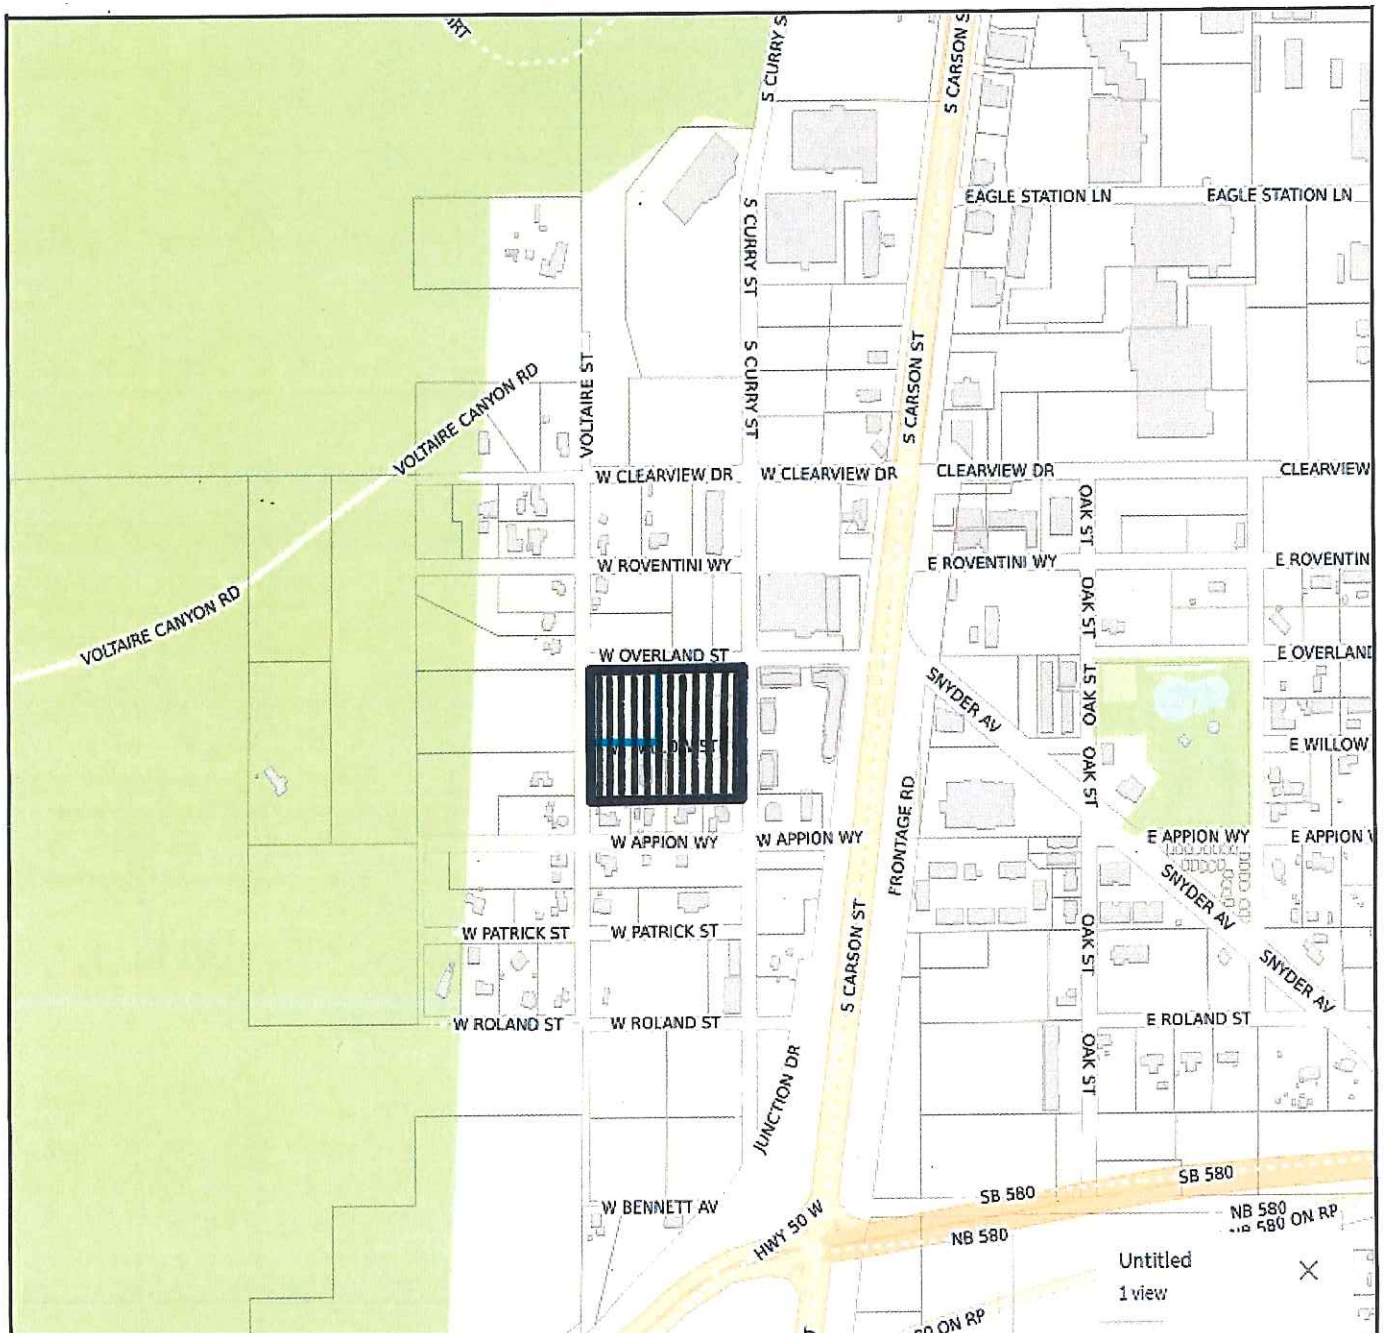 S CURRY S
S CARSON S
EAGLE STATION LN
EAGLE STATION LN
S CURRY ST
VOLTAIRE CANYON RD
VOLTAIRE ST
S CURRY ST
S CARSON ST
W CLEARVIEW DR
W CLEARVIEW DR
CLEARVIEW DR
CLEARVIEW
OAK ST
W ROVENTINI WY
E ROVENTINI WY
E ROVENTIN
VOLTAIRE CANYON RD
OAK ST
W OVERLAND ST
E OVERLAND
SNYDER AV
OAK ST
E WILLOW
OAK ST
FRONTAGE RD
W APPION WY
W APPION WY
E APPION WY
E APPION
SNYDER AV
W PATRICK ST
W PATRICK ST
S CARSON ST
OAK ST
SNYDER AV
W ROLAND ST
W ROLAND ST
E ROLAND ST
OAK ST
JUNCTION DR
SB 580
SB 580
W BENNETT AV
HWY 50 W
NB 580
NB 580
NB 580 ON RP
Untitled
1 view
ON RP